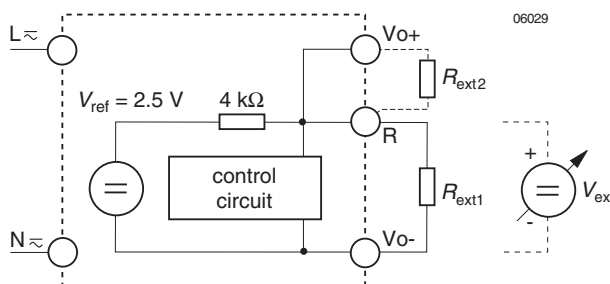 06029
L≂
Vo+
Rext2
Vref = 2.5 V
4 kΩ
R
+
control
circuit
Rext1
Vex
-
N≂
Vo-